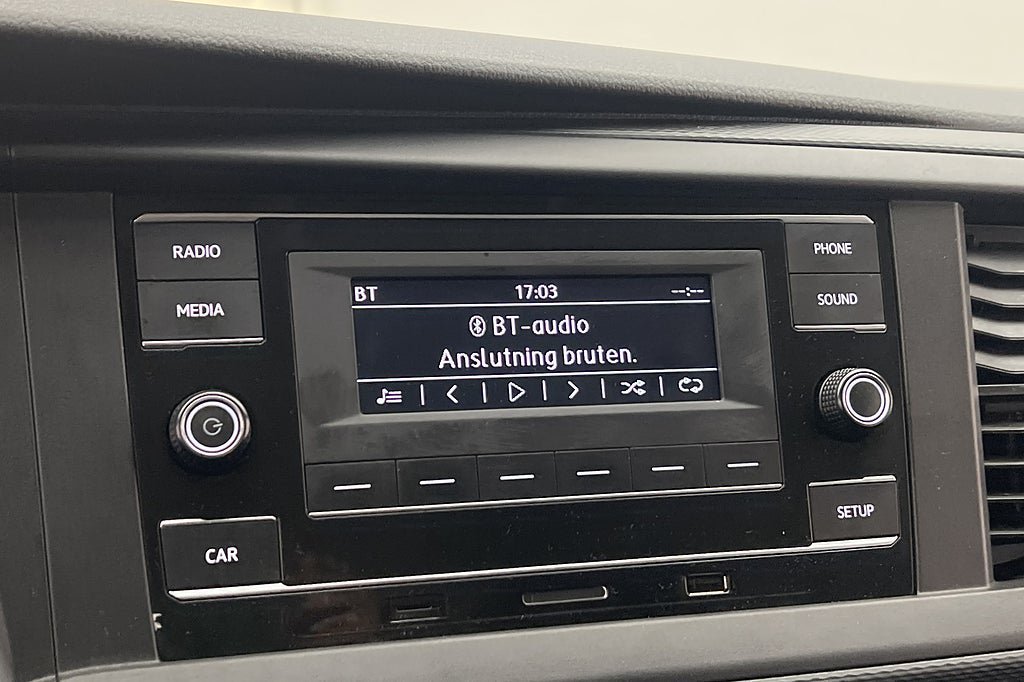 RADIO
PHONE
MEDIA
SOUND
BT 17:03 --:--
BT-audio
Anslutning bruten.
CAR
SETUP